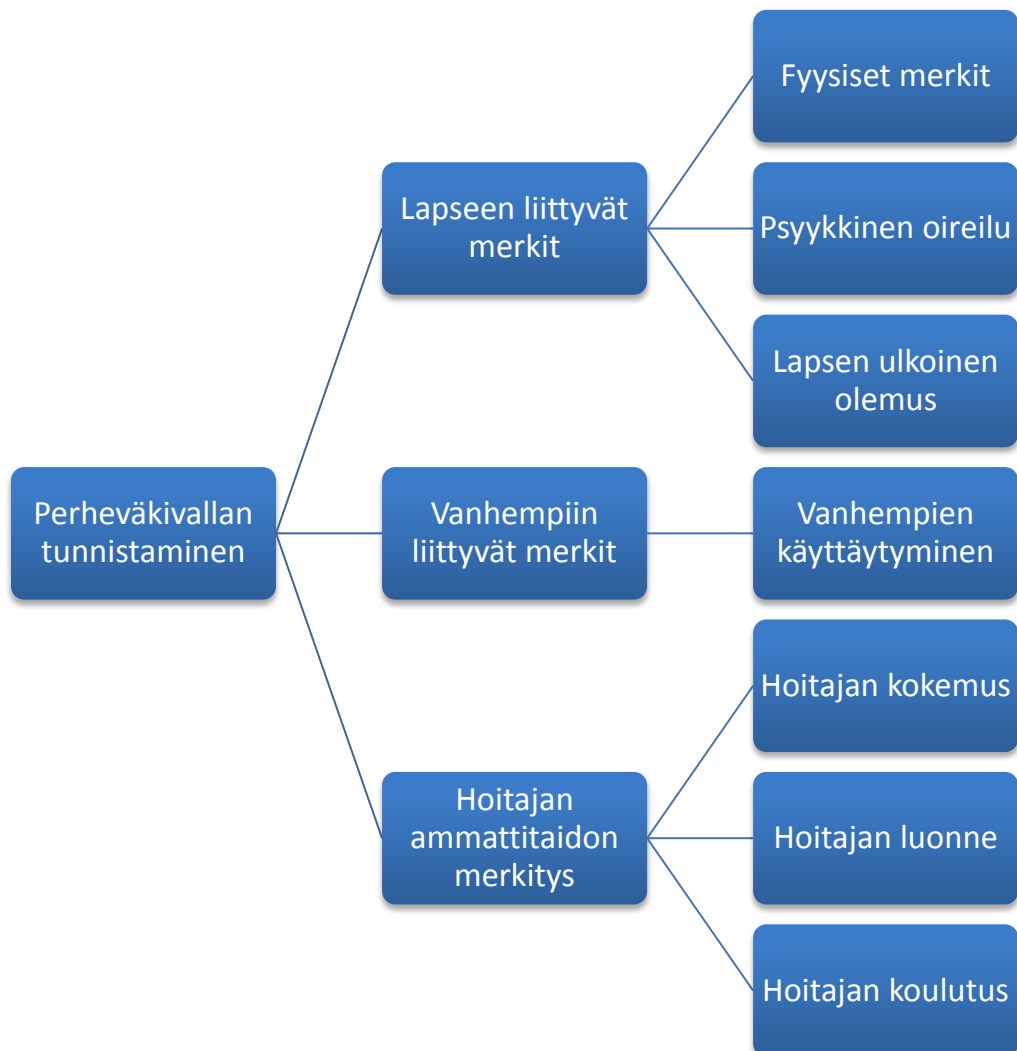 Fyysiset merkit
Lapseen liittyvät
merkit
Psyykkinen oireilu
Lapsen ulkoinen
olemus
Perheväkivallan
tunnistaminen
Vanhempiin
liittyvät merkit
Vanhempien
käyttäytyminen
Hoitajan kokemus
Hoitajan
ammattitaidon
merkitys
Hoitajan luonne
Hoitajan koulutus